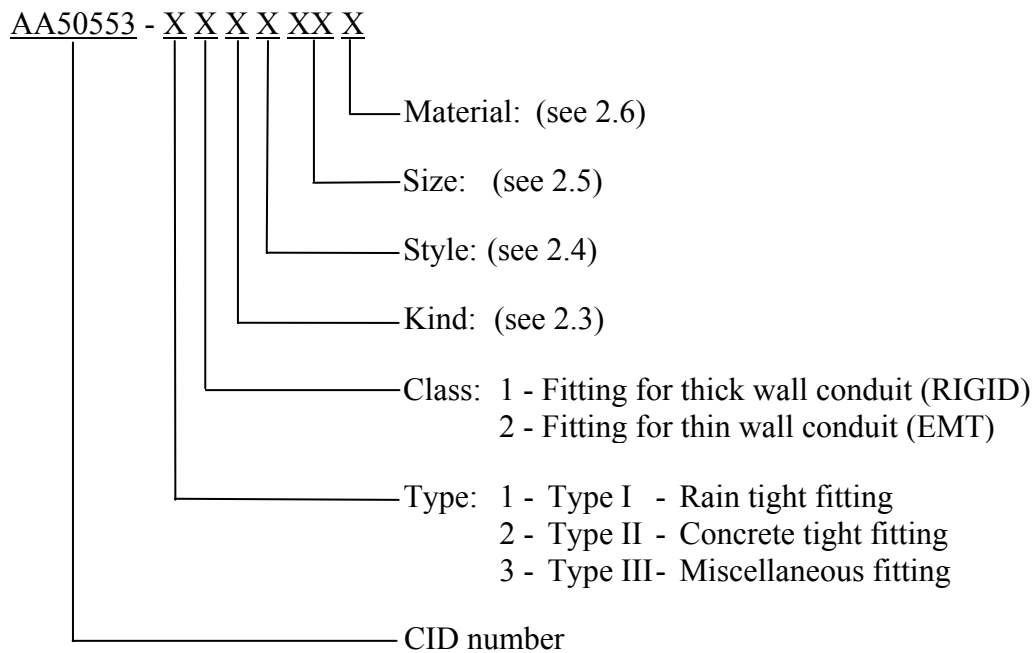 AA50553 - X X X X XX X
Material: (see 2.6)
Size: (see 2.5)
Style: (see 2.4)
Kind: (see 2.3)
Class: 1 - Fitting for thick wall conduit (RIGID)
2 - Fitting for thin wall conduit (EMT)
Type: 1 - Type I - Rain tight fitting
2 - Type II - Concrete tight fitting
3 - Type III - Miscellaneous fitting
CID number